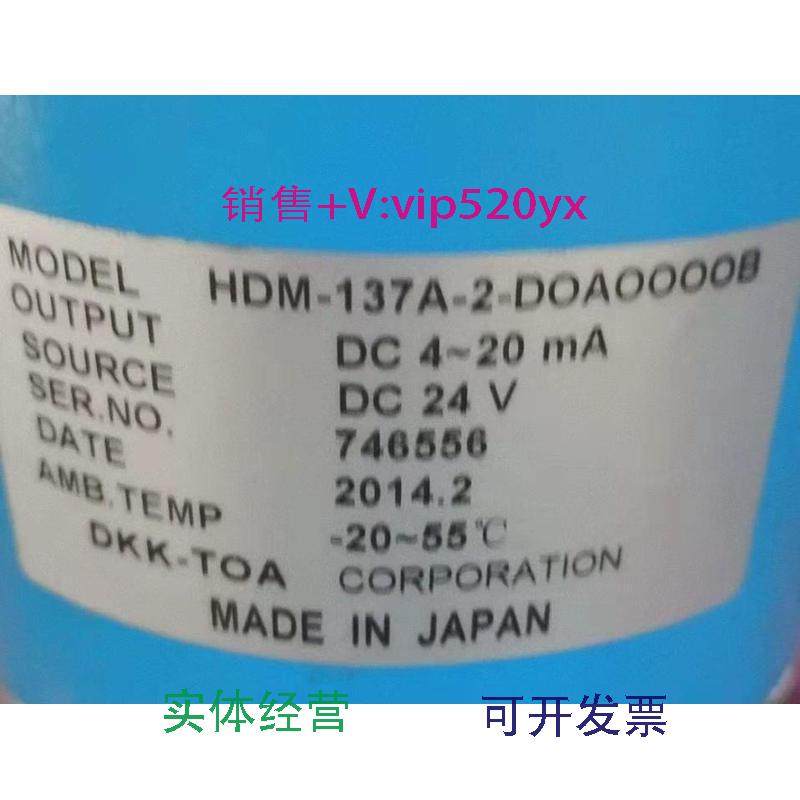 销售+V:vip520yx
MODEL HDM-137A-2-DOAOOOOB
OUTPUT DC 4~20 mA
SOURCE DC 24 V
SER.NO. 746556
DATE 2014.2
AMB.TEMP -20~55℃
DKK-TOA CORPORATION
MADE IN JAPAN
实体经营 可开发票